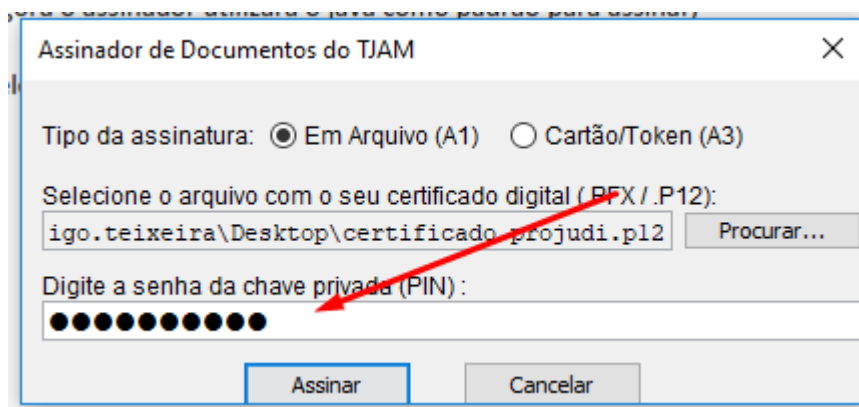 Assinador de Documentos do TJAM
Tipo da assinatura: Em Arquivo (A1) Cartão/Token (A3)
Selecione o arquivo com o seu certificado digital (.PFX / .P12):
igo.teixeira\Desktop\certificado_projudi.p12 Procurar...
Digite a senha da chave privada (PIN) :
●●●●●●●●●●
Assinar Cancelar